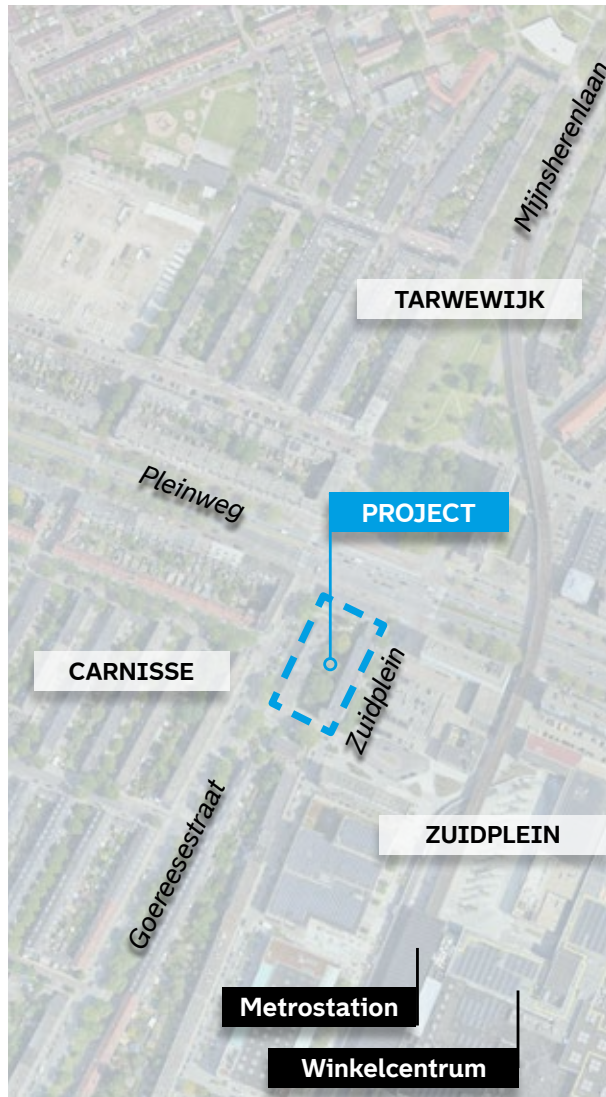 Mijnsherenlaan
TARWEWIJK
Pleinweg
PROJECT
CARNISSE
Zuidplein
Goereesestraat
ZUIDPLEIN
Metrostation
Winkelcentrum